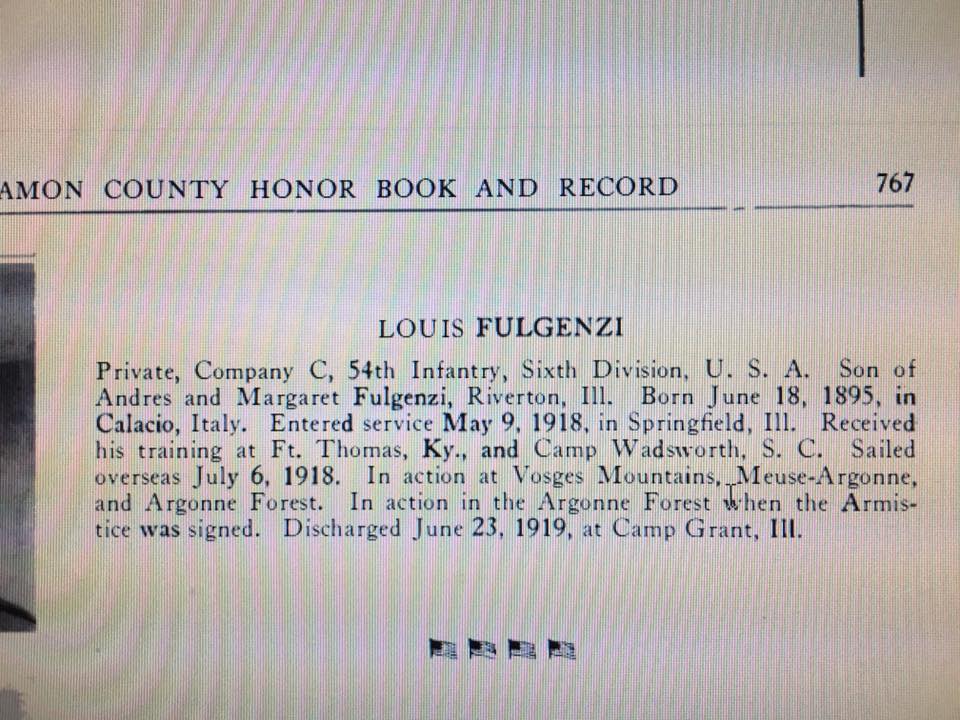 AMON COUNTY HONOR BOOK AND RECORD 767
LOUIS FULGENZI
Private, Company C, 54th Infantry, Sixth Division, U. S. A. Son of
Andres and Margaret Fulgenzi, Riverton, Ill. Born June 18, 1895, in
Calacio, Italy. Entered service May 9, 1918, in Springfield, Ill. Received
his training at Ft. Thomas, Ky., and Camp Wadsworth, S. C. Sailed
overseas July 6, 1918. In action at Vosges Mountains, Meuse-Argonne,
and Argonne Forest. In action in the Argonne Forest when the Armis-
tice was signed. Discharged June 23, 1919, at Camp Grant, Ill.